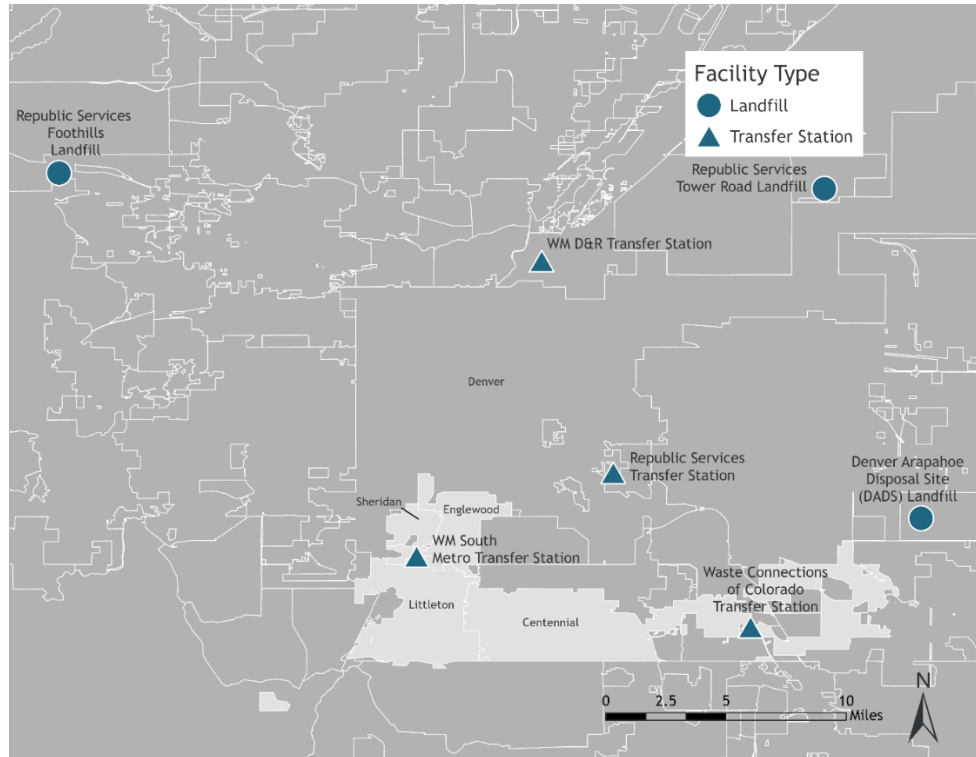 Facility Type
Landfill
Transfer Station
Republic Services
Foothills
Landfill
Republic Services
Tower Road Landfill
WM D&R Transfer Station
Denver
Republic Services
Transfer Station
Denver Arapahoe
Disposal Site
(DADS) Landfill
Sheridan
Englewood
WM South
Metro Transfer Station
Waste Connections
of Colorado
Transfer Station
Littleton
Centennial
N
0 2.5 5 10
Miles